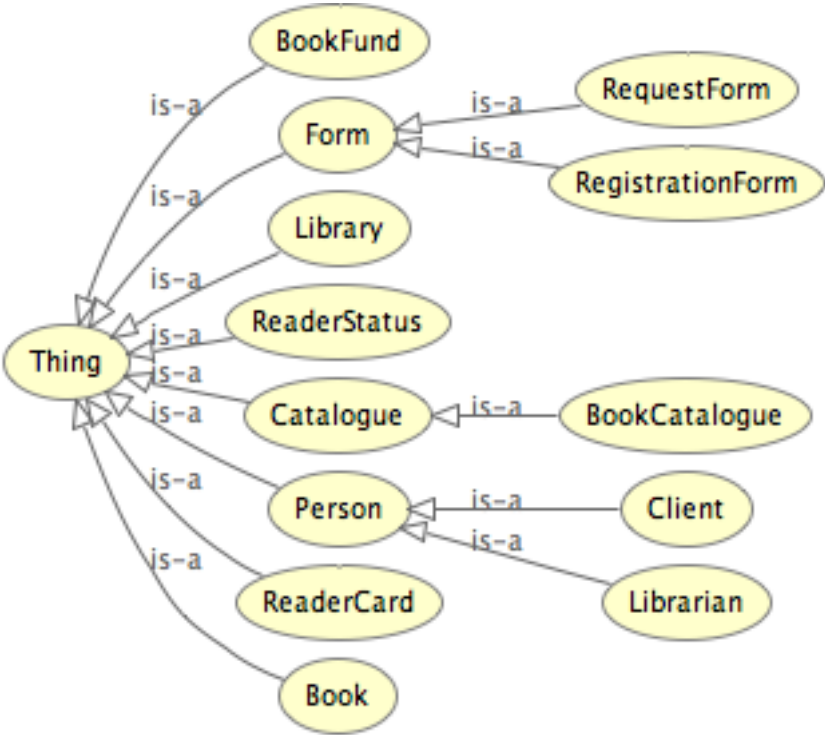 BookFund
is-a
RequestForm
is-a
Form
is-a
RegistrationForm
is-a
Library
is-a
ReaderStatus
is-a
Thing
is-a
Catalogue
is-a
BookCatalogue
is-a
Person
is-a
Client
is-a
Librarian
is-a
ReaderCard
is-a
Book